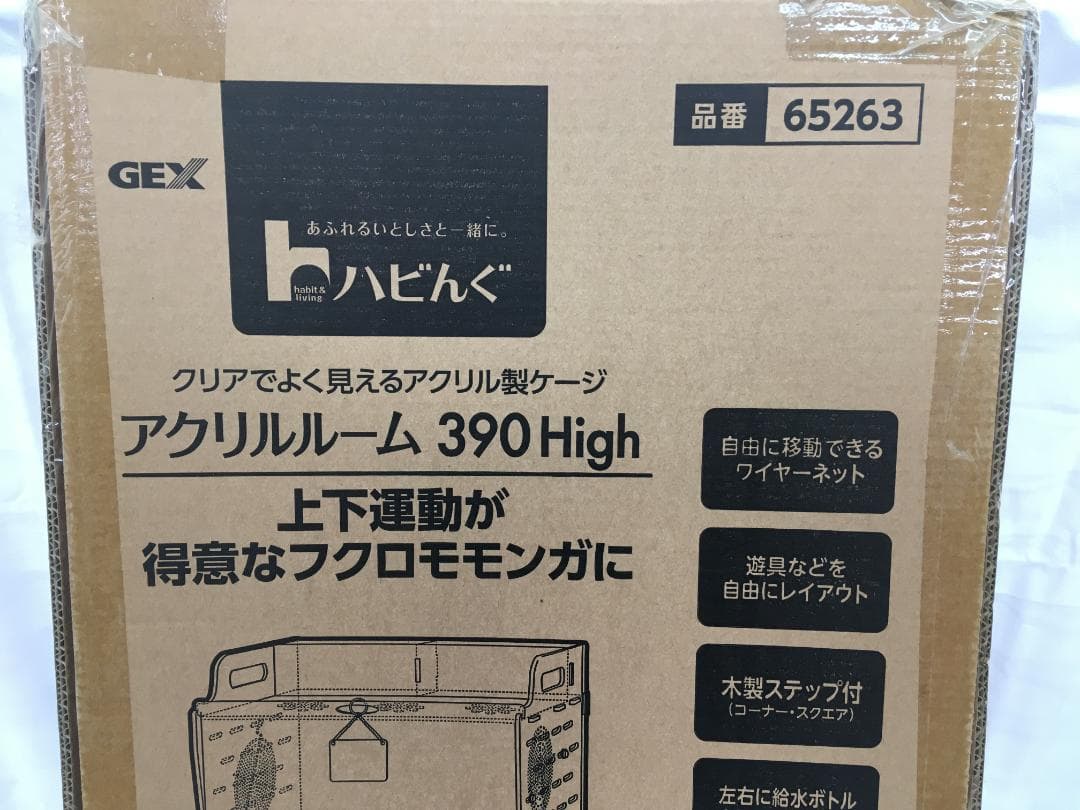 品番 65263
GEX
あふれるいとしさと一緒に。
h habit & living ハビんぐ
クリアでよく見えるアクリル製ケージ
アクリルルーム 390 High
上下運動が
得意なフクロモモンガに
自由に移動できる
ワイヤーネット
遊具などを
自由にレイアウト
木製ステップ付
(コーナー・スクエア)
左右に給水ボトル